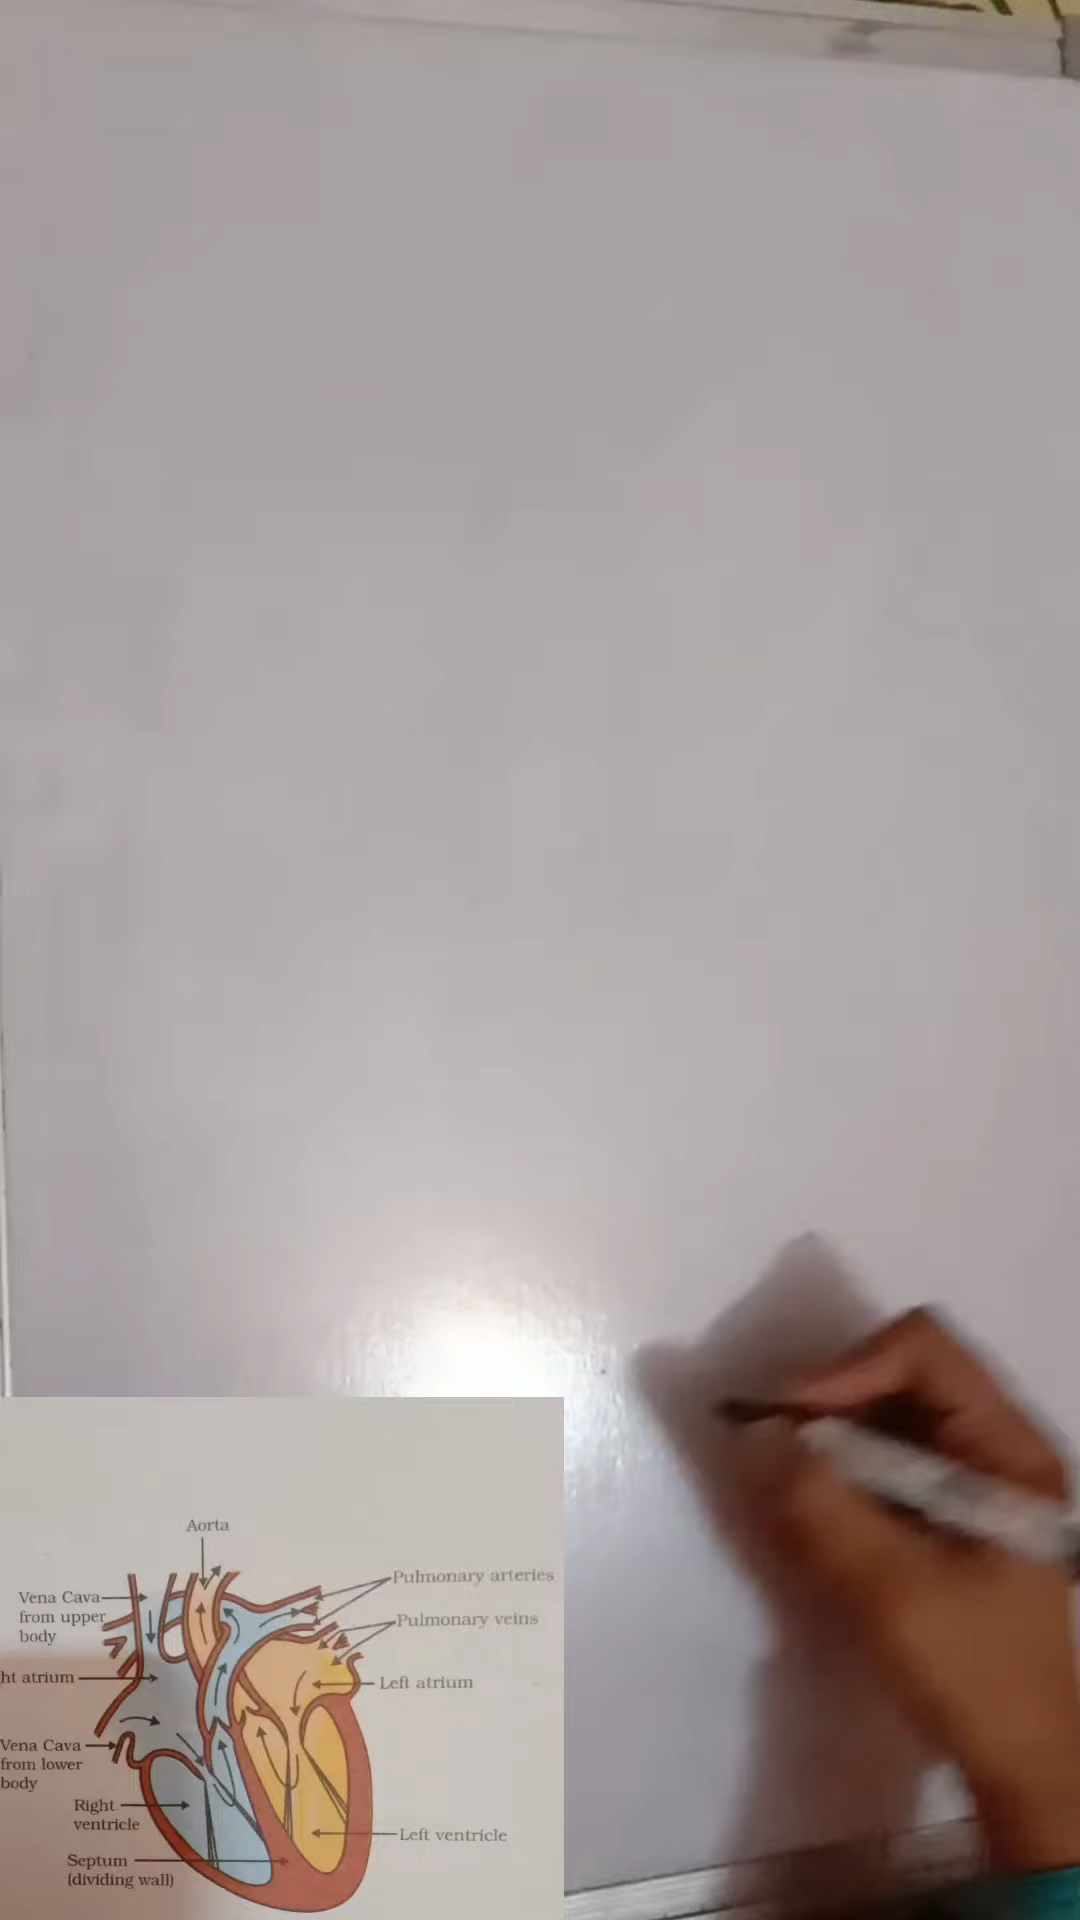 Aorta
Pulmonary arteries
Vena Cava
from upper
body
Pulmonary veins
ht atrium
Left atrium
Vena Cava
from lower
body
Right
ventricle
Left ventricle
Septum
(dividing wall)